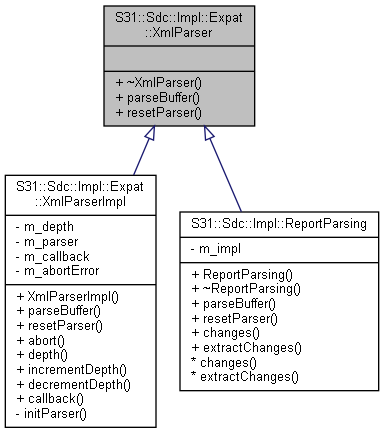 S31::Sdc::Impl::Expat
::XmlParser
+ ~XmlParser()
+ parseBuffer()
+ resetParser()
S31::Sdc::Impl::Expat
::XmlParserImpl
- m_depth
- m_parser
- m_callback
- m_abortError
+ XmlParserImpl()
+ parseBuffer()
+ resetParser()
+ abort()
+ depth()
+ incrementDepth()
+ decrementDepth()
+ callback()
- initParser()
S31::Sdc::Impl::ReportParsing
- m_impl
+ ReportParsing()
+ ~ReportParsing()
+ parseBuffer()
+ resetParser()
+ changes()
+ extractChanges()
* changes()
* extractChanges()